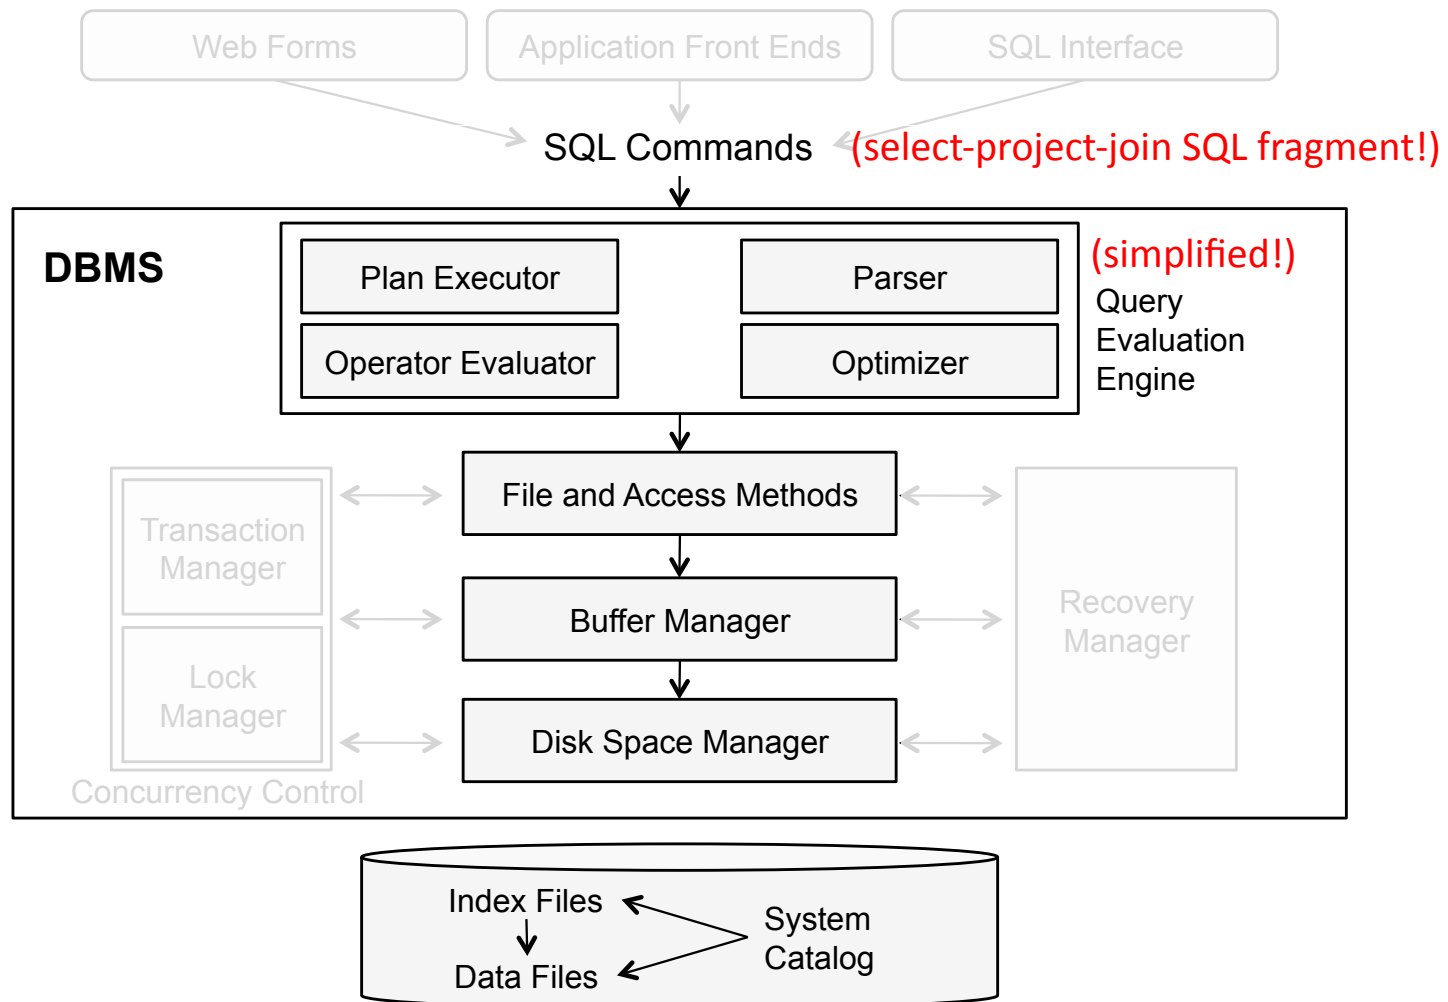 Web Forms
Application Front Ends
SQL Interface
SQL Commands
(select-project-join SQL fragment!)
DBMS
Plan Executor
Parser
Operator Evaluator
Optimizer
(simplified!)
Query
Evaluation
Engine
File and Access Methods
Transaction
Manager
Buffer Manager
Recovery
Manager
Lock
Manager
Disk Space Manager
Concurrency Control
Index Files
Data Files
System
Catalog